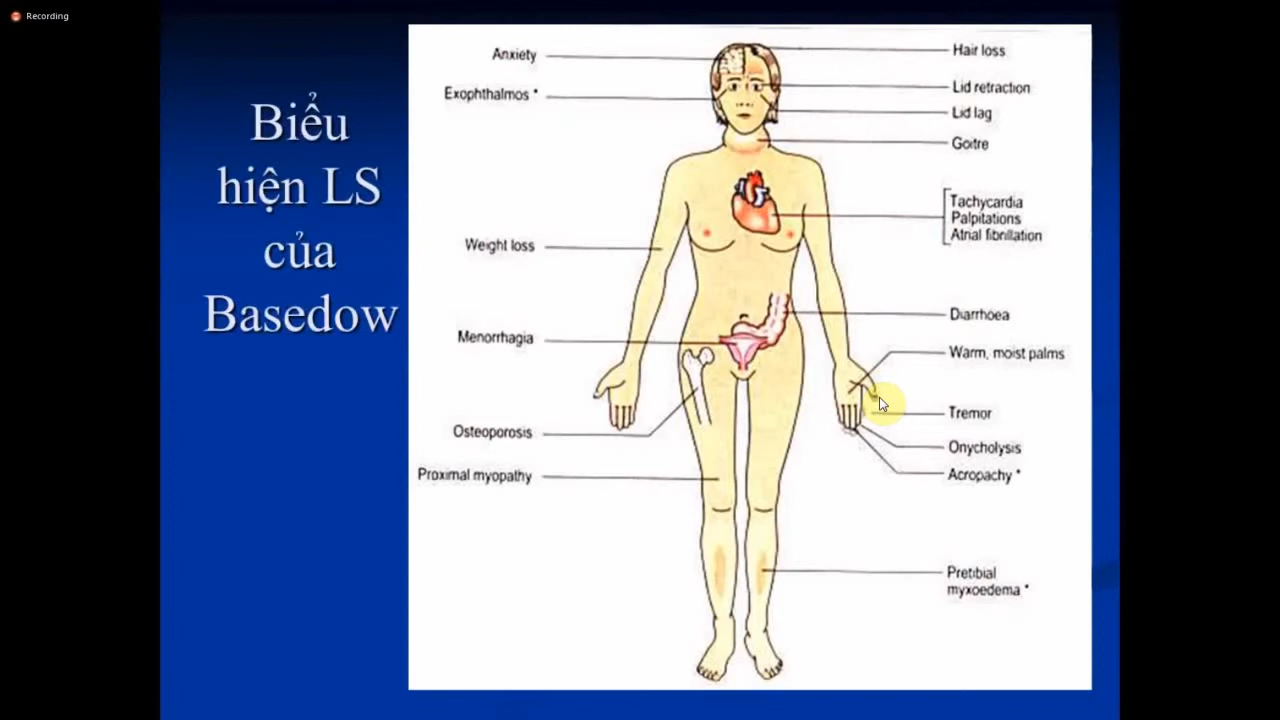 Recording
Biểu
hiện LS
của
Basedow
Anxiety
Exophthalmos *
Weight loss
Menorrhagia
Osteoporosis
Proximal myopathy
Hair loss
Lid retraction
Lid lag
Goitre
Tachycardia
Palpitations
Atrial fibrillation
Diarrhoea
Warm, moist palms
Tremor
Onycholysis
Acropachy *
Pretibial
myxoedema *